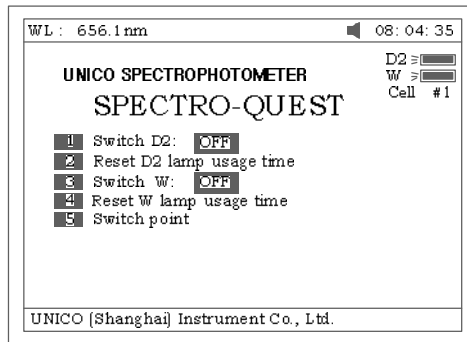 WL: 656.1nm 08:04:35
D2
W
Cell #1
UNICO SPECTROPHOTOMETER
SPECTRO-QUEST
1 Switch D2: OFF
2 Reset D2 lamp usage time
3 Switch W: OFF
4 Reset W lamp usage time
5 Switch point
UNICO (Shanghai) Instrument Co., Ltd.